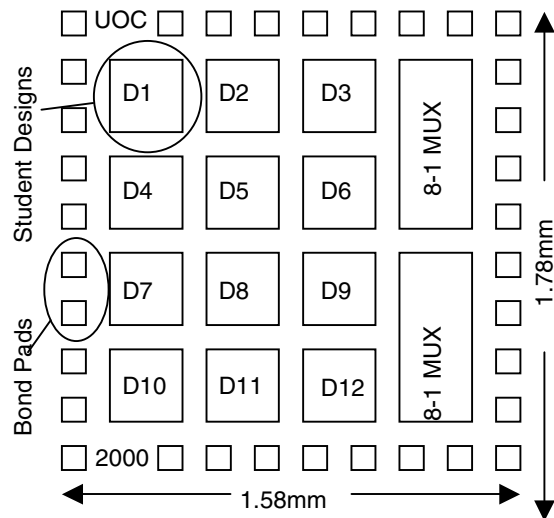 UOC
Student Designs
D1 D2 D3
8-1 MUX
D4 D5 D6
1.78mm
Bond Pads
D7 D8 D9
8-1 MUX
D10 D11 D12
2000
1.58mm